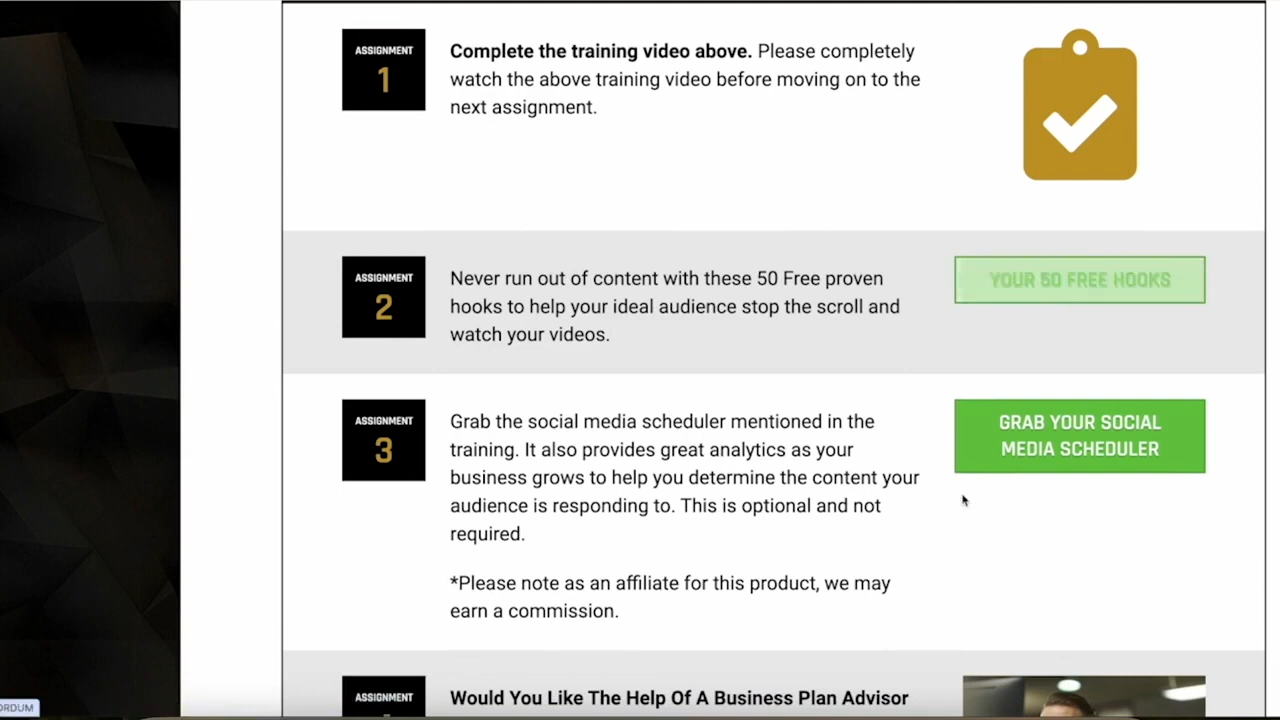 ASSIGNMENT
1
Complete the training video above. Please completely
watch the above training video before moving on to the
next assignment.
ASSIGNMENT
2
Never run out of content with these 50 Free proven
hooks to help your ideal audience stop the scroll and
watch your videos.
YOUR 50 FREE HOOKS
ASSIGNMENT
3
Grab the social media scheduler mentioned in the
training. It also provides great analytics as your
business grows to help you determine the content your
audience is responding to. This is optional and not
required.
*Please note as an affiliate for this product, we may
earn a commission.
GRAB YOUR SOCIAL
MEDIA SCHEDULER
ASSIGNMENT
Would You Like The Help Of A Business Plan Advisor
ORDUM